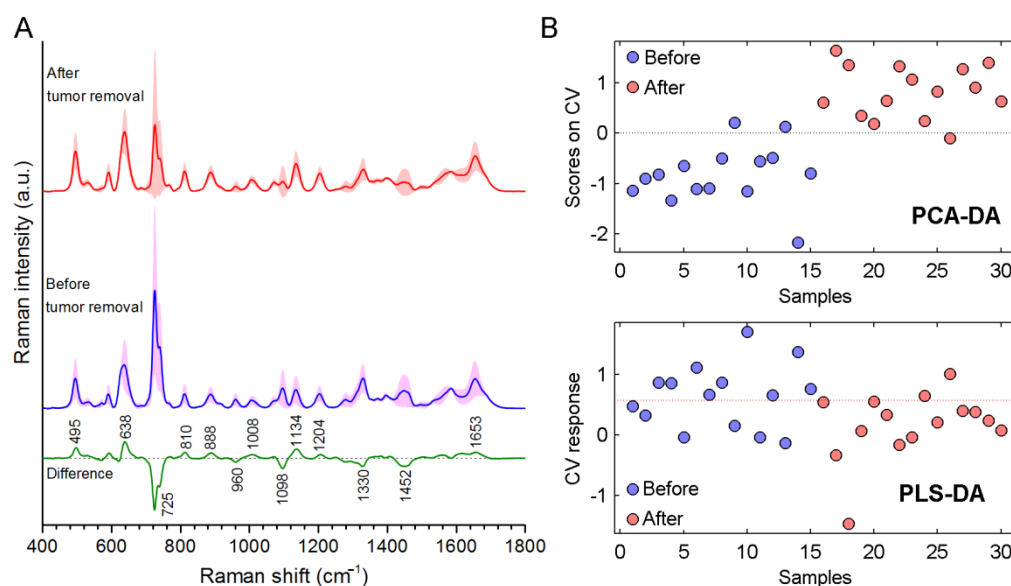 A
After
tumor removal
Before
tumor removal
495
638
725
810
888
960
1008
1098
1134
1204
1330
1452
1653
Difference
Raman intensity (a.u.)
400 600 800 1000 1200 1400 1600 1800
Raman shift (cm⁻¹)
B
Before
After
1
0
-1
-2
Scores on CV
PCA-DA
0 5 10 15 20 25 30
Samples
1
0
-1
CV response
Before
After
PLS-DA
0 5 10 15 20 25 30
Samples